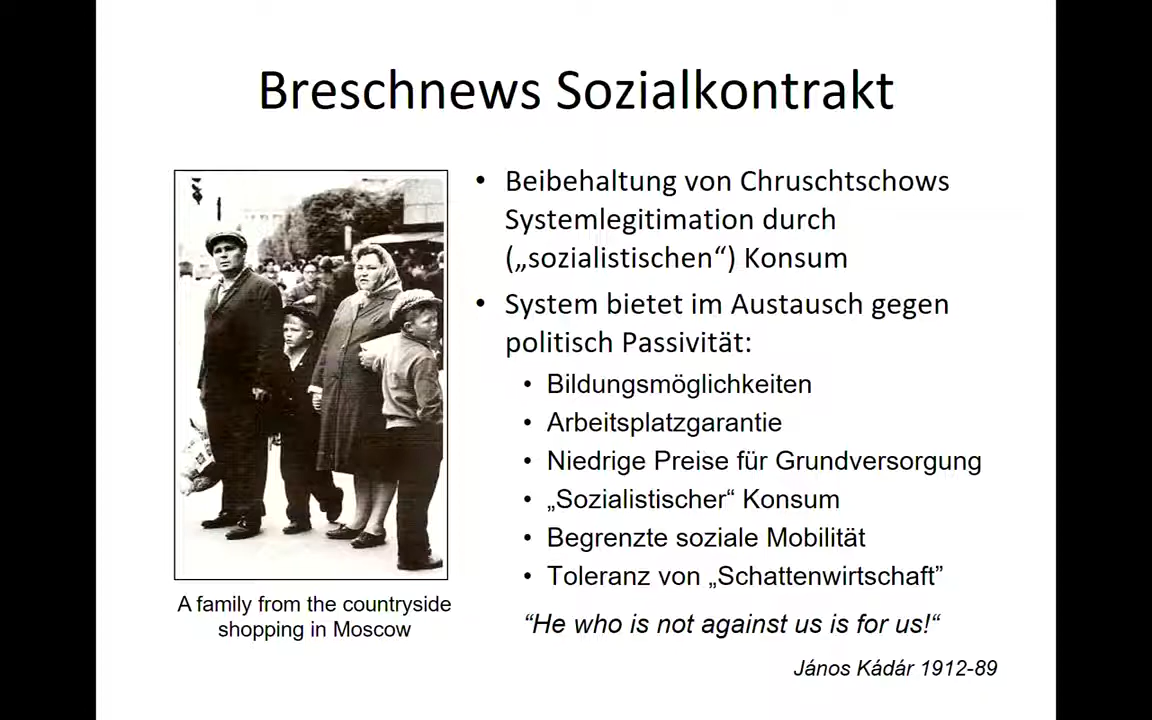 Breschnews Sozialkontrakt
• Beibehaltung von Chruschtschows
Systemlegitimation durch
(„sozialistischen“) Konsum
• System bietet im Austausch gegen
politisch Passivität:
• Bildungsmöglichkeiten
• Arbeitsplatzgarantie
• Niedrige Preise für Grundversorgung
• „Sozialistischer“ Konsum
• Begrenzte soziale Mobilität
• Toleranz von „Schattenwirtschaft”
“He who is not against us is for us!“
János Kádár 1912-89
A family from the countryside
shopping in Moscow